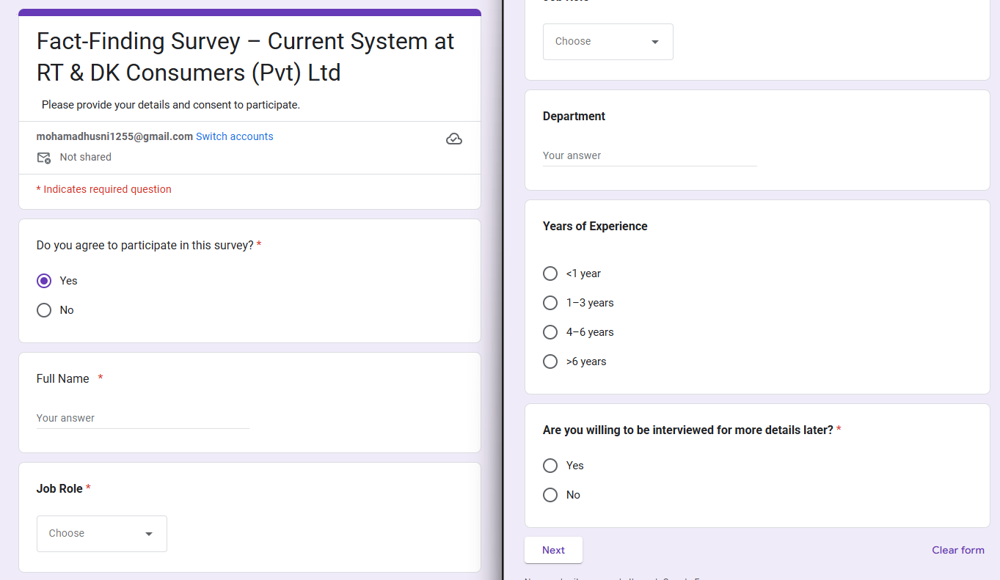 Fact-Finding Survey – Current System at
RT & DK Consumers (Pvt) Ltd
Please provide your details and consent to participate.
mohamadhusni1255@gmail.com Switch accounts
Not shared
* Indicates required question
Do you agree to participate in this survey? *
Yes
No
Full Name *
Your answer
Job Role *
Choose
Choose
Department
Your answer
Years of Experience
<1 year
1–3 years
4–6 years
>6 years
Are you willing to be interviewed for more details later? *
Yes
No
Next
Clear form